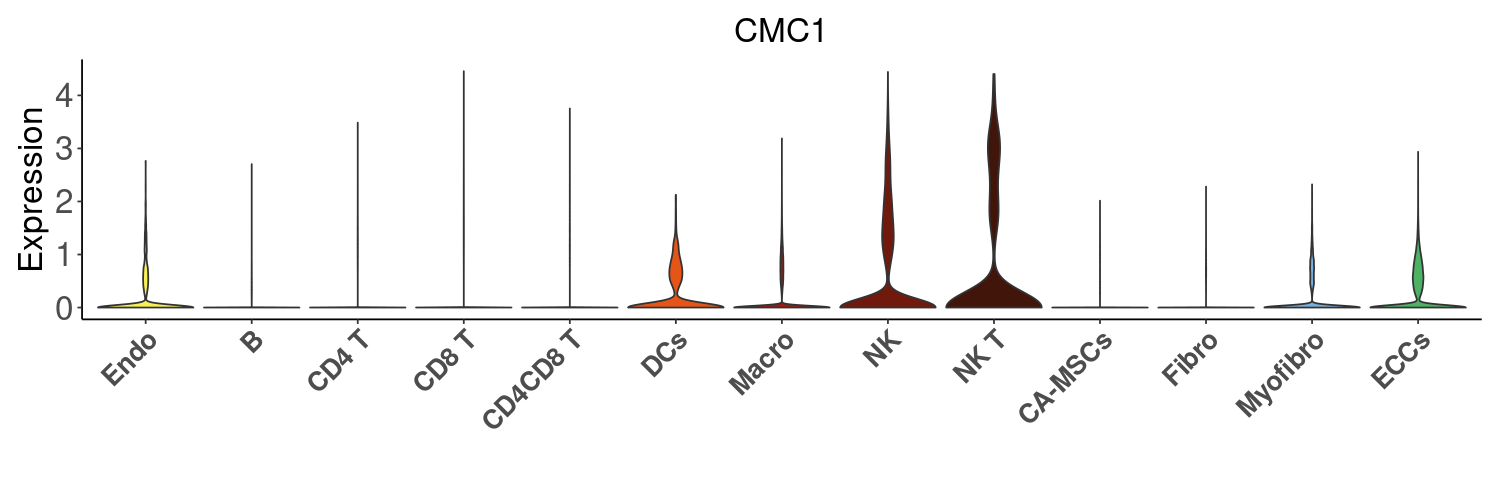 CMC1
Expression
4
3
2
1
0
Endo
B
CD4 T
CD8 T
CD4CD8 T
DCs
Macro
NK
NK T
CA-MSCs
Fibro
Myofibro
ECCs